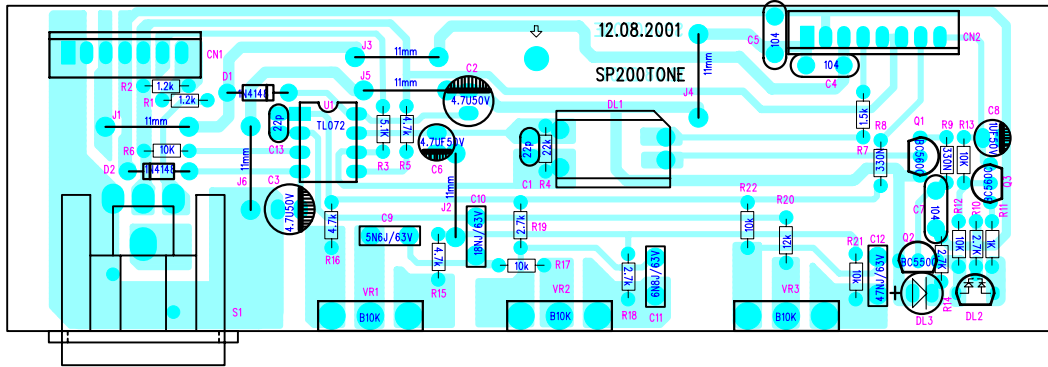 12.08.2001
SP200TONE
CN1
J3
11mm
C2
4.7U50V
J5
11mm
R2
1.2k
R1
1.2k
D1
1N4148
J1
11mm
R6
10K
D2
1N4148
C13
22p
U1
TL072
5.1K
R3
4.7k
R5
4.7UF50V
C6
J6
11mm
C3
4.7U50V
4.7k
R16
C9
5N6J/63V
4.7k
R15
J2
11mm
C10
18NJ/63V
2.7k
R19
10k
R17
C1
22p
22k
R4
DL1
J4
11mm
C5
104
104
C4
CN2
1.5k
R7
R8
330N
Q1
BC560C
R9
330N
R13
10K
C8
1UF50V
BC560C
Q3
C7
104
R12
10K
R10
2.7K
R11
1K
Q2
BC550C
2.7K
R14
DL3
DL2
R22
10k
R20
12k
R21
10k
C12
47NJ/63V
2.7k
R18
6N8J/63V
C11
VR1
B10K
VR2
B10K
VR3
B10K
S1